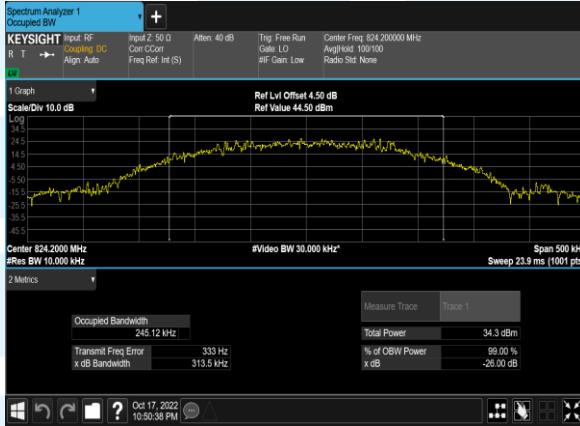 Spectrum Analyzer 1
Occupied BW
+
KEYSIGHT Input: RF Input Z: 50 Ω Atten: 40 dB Trig: Free Run Center Freq: 824.200000 MHz
R T Coupling: DC Corr CCorr Gate: LO Avg|Hold: 100/100
Align: Auto Freq Ref: Int (S) #IF Gain: Low Radio Std: None
LW
1 Graph
Ref Lvl Offset 4.50 dB
Scale/Div 10.0 dB Ref Value 44.50 dBm
Log
34.5
24.5
14.5
4.50
-5.50
-15.5
-25.5
-35.5
-45.5
Center 824.2000 MHz #Video BW 30.000 kHz* Span 500 kH
#Res BW 10.000 kHz Sweep 23.9 ms (1001 pts
2 Metrics
Measure Trace Trace 1
Occupied Bandwidth
245.12 kHz Total Power 34.3 dBm
Transmit Freq Error 333 Hz % of OBW Power 99.00 %
x dB Bandwidth 313.5 kHz x dB -26.00 dB
? Oct 17, 2022
10:50:38 PM